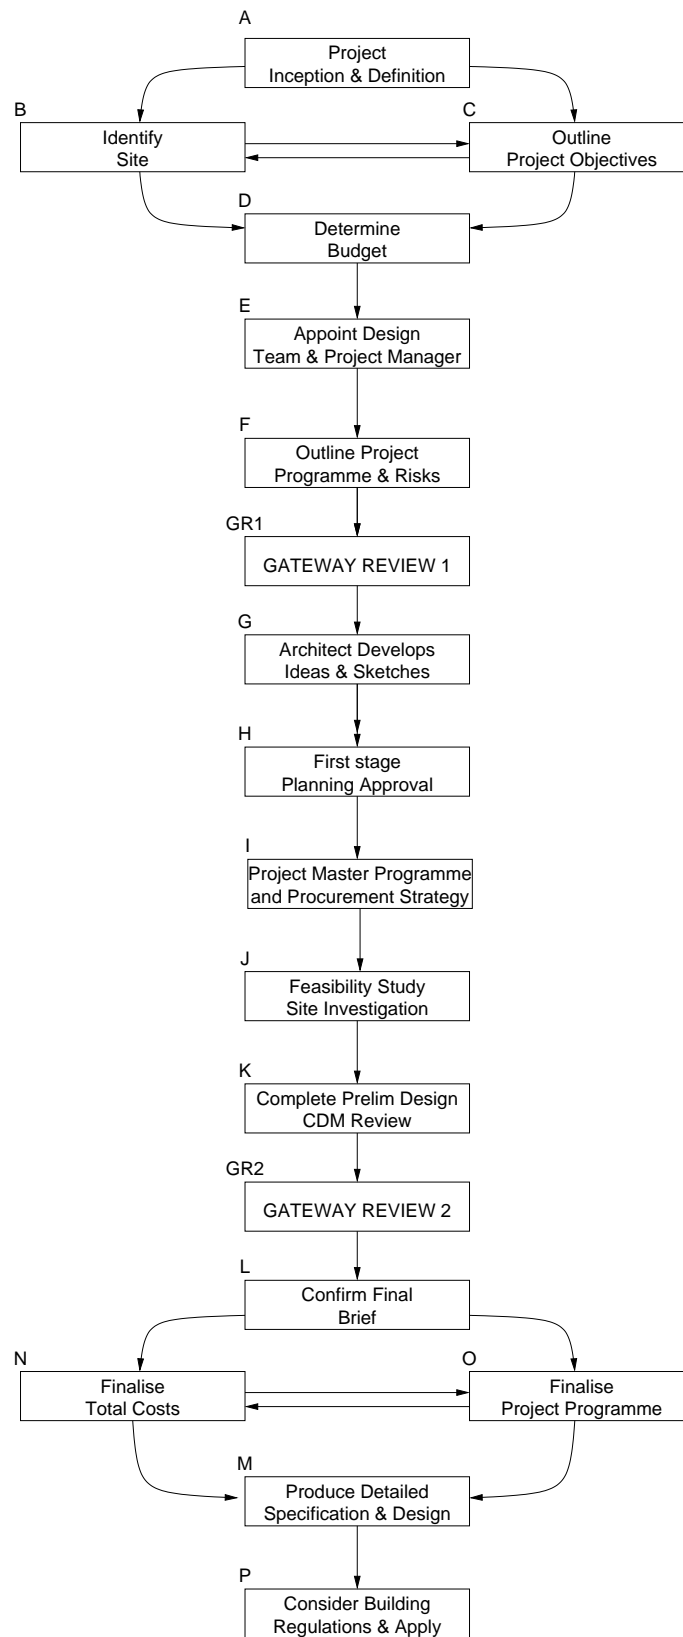 A
Project
Inception & Definition
B
Identify
Site
C
Outline
Project Objectives
D
Determine
Budget
E
Appoint Design
Team & Project Manager
F
Outline Project
Programme & Risks
GR1
GATEWAY REVIEW 1
G
Architect Develops
Ideas & Sketches
H
First stage
Planning Approval
I
Project Master Programme
and Procurement Strategy
J
Feasibility Study
Site Investigation
K
Complete Prelim Design
CDM Review
GR2
GATEWAY REVIEW 2
L
Confirm Final
Brief
N
Finalise
Total Costs
O
Finalise
Project Programme
M
Produce Detailed
Specification & Design
P
Consider Building
Regulations & Apply